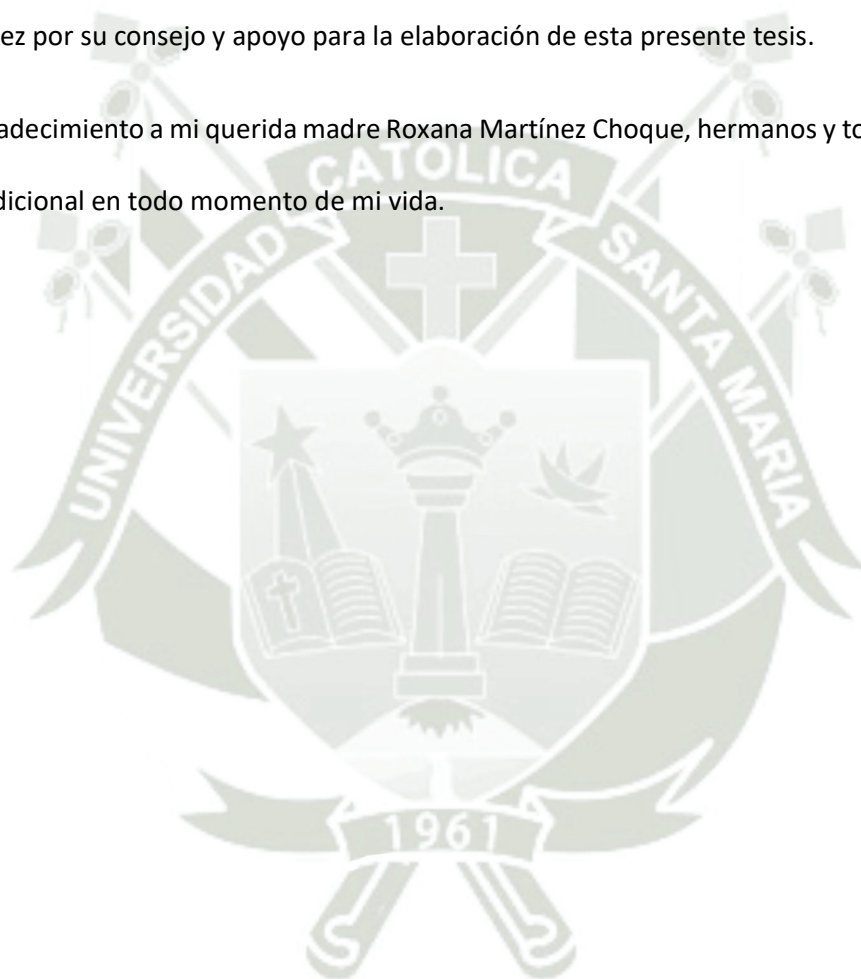 ez por su consejo y apoyo para la elaboración de esta presente tesis.
adecimiento a mi querida madre Roxana Martínez Choque, hermanos y to
dicional en todo momento de mi vida.
UNIVERSIDAD CATOLICA SANTA MARIA
1961